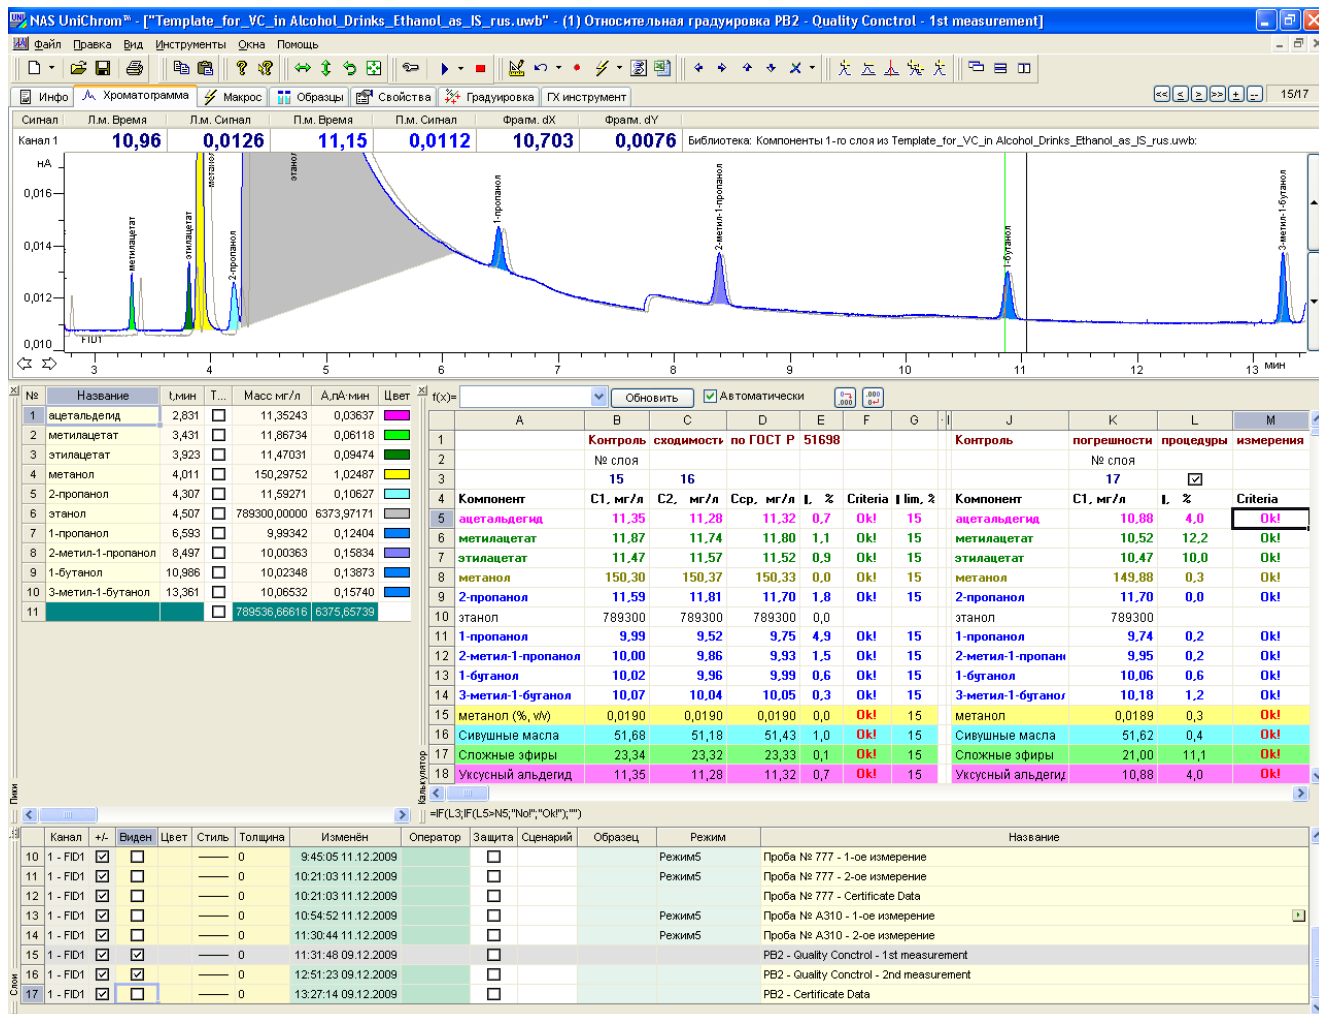 NAS UniChrom™ - ["Template_for_VC_in Alcohol_Drinks_Ethanol_as_IS_rus.uwb" - (1) Относительная градуировка PB2 - Quality Conctrol - 1st measurement]
Файл Правка Вид Инструменты Окна Помощь
Инфо Хроматограмма Макрос Образцы Свойства Градуировка ГХ инструмент 15/17
Сигнал Л.м. Время Л.м. Сигнал П.м. Время П.м. Сигнал Фрагм. dX Фрагм. dY
Канал 1 10,96 0,0126 11,15 0,0112 10,703 0,0076 Библиотека: Компоненты 1-го слоя из Template_for_VC_in Alcohol_Drinks_Ethanol_as_IS_rus.uwb:
нА
0,016
0,014
0,012
0,010
FID1
метилацетат
этилацетат
метанол
2-пропанол
этанол
1-пропанол
2-метил-1-пропанол
1-бутанол
3-метил-1-бутанол
3 4 5 6 7 8 9 10 11 12 13 мин
№ Название t,мин Т... Масс мг/л A,пА·мин Цвет
1 ацетальдегид 2,831 11,35243 0,03637
2 метилацетат 3,431 11,86734 0,06118
3 этилацетат 3,923 11,47031 0,09474
4 метанол 4,011 150,29752 1,02487
5 2-пропанол 4,307 11,59271 0,10627
6 этанол 4,507 789300,00000 6373,97171
7 1-пропанол 6,593 9,99342 0,12404
8 2-метил-1-пропанол 8,497 10,00363 0,15834
9 1-бутанол 10,986 10,02348 0,13873
10 3-метил-1-бутанол 13,361 10,06532 0,15740
11 789536,66616 6375,65739
Пики
f(x)= Обновить Автоматически
A B C D E F G J K L M
1 Контроль сходимости по ГОСТ Р 51698 Контроль погрешности процедуры измерения
2 № слоя № слоя
3 15 16 17
4 Компонент C1, мг/л C2, мг/л Cср, мг/л |, % Criteria | lim, % Компонент C1, мг/л |, % Criteria
5 ацетальдегид 11,35 11,28 11,32 0,7 Ok! 15 ацетальдегид 10,88 4,0 Ok!
6 метилацетат 11,87 11,74 11,80 1,1 Ok! 15 метилацетат 10,52 12,2 Ok!
7 этилацетат 11,47 11,57 11,52 0,9 Ok! 15 этилацетат 10,47 10,0 Ok!
8 метанол 150,30 150,37 150,33 0,0 Ok! 15 метанол 149,88 0,3 Ok!
9 2-пропанол 11,59 11,81 11,70 1,8 Ok! 15 2-пропанол 11,70 0,0 Ok!
10 этанол 789300 789300 789300 0,0 этанол 789300
11 1-пропанол 9,99 9,52 9,75 4,9 Ok! 15 1-пропанол 9,74 0,2 Ok!
12 2-метил-1-пропанол 10,00 9,86 9,93 1,5 Ok! 15 2-метил-1-пропан 9,95 0,2 Ok!
13 1-бутанол 10,02 9,96 9,99 0,6 Ok! 15 1-бутанол 10,06 0,6 Ok!
14 3-метил-1-бутанол 10,07 10,04 10,05 0,3 Ok! 15 3-метил-1-бутанол 10,18 1,2 Ok!
15 метанол (%, v/v) 0,0190 0,0190 0,0190 0,0 Ok! 15 метанол 0,0189 0,3 Ok!
16 Сивушные масла 51,68 51,18 51,43 1,0 Ok! 15 Сивушные масла 51,62 0,4 Ok!
17 Сложные эфиры 23,34 23,32 23,33 0,1 Ok! 15 Сложные эфиры 21,00 11,1 Ok!
18 Уксусный альдегид 11,35 11,28 11,32 0,7 Ok! 15 Уксусный альдегид 10,88 4,0 Ok!
Калькулятор
=IF(L3;IF(L5>N5;"No!";"Ok!");"")
Канал +/- Виден Цвет Стиль Толщина Изменён Оператор Защита Сценарий Образец Режим Название
10 1 - FID1 0 9:45:05 11.12.2009 Режим5 Проба № 777 - 1-ое измерение
11 1 - FID1 0 10:21:03 11.12.2009 Режим5 Проба № 777 - 2-ое измерение
12 1 - FID1 0 10:21:03 11.12.2009 Проба № 777 - Certificate Data
13 1 - FID1 0 10:54:52 11.12.2009 Режим5 Проба № A310 - 1-ое измерение
14 1 - FID1 0 11:30:44 11.12.2009 Режим5 Проба № A310 - 2-ое измерение
15 1 - FID1 0 11:31:48 09.12.2009 PB2 - Quality Conctrol - 1st measurement
16 1 - FID1 0 12:51:23 09.12.2009 PB2 - Quality Conctrol - 2nd measurement
17 1 - FID1 0 13:27:14 09.12.2009 PB2 - Certificate Data
Слои